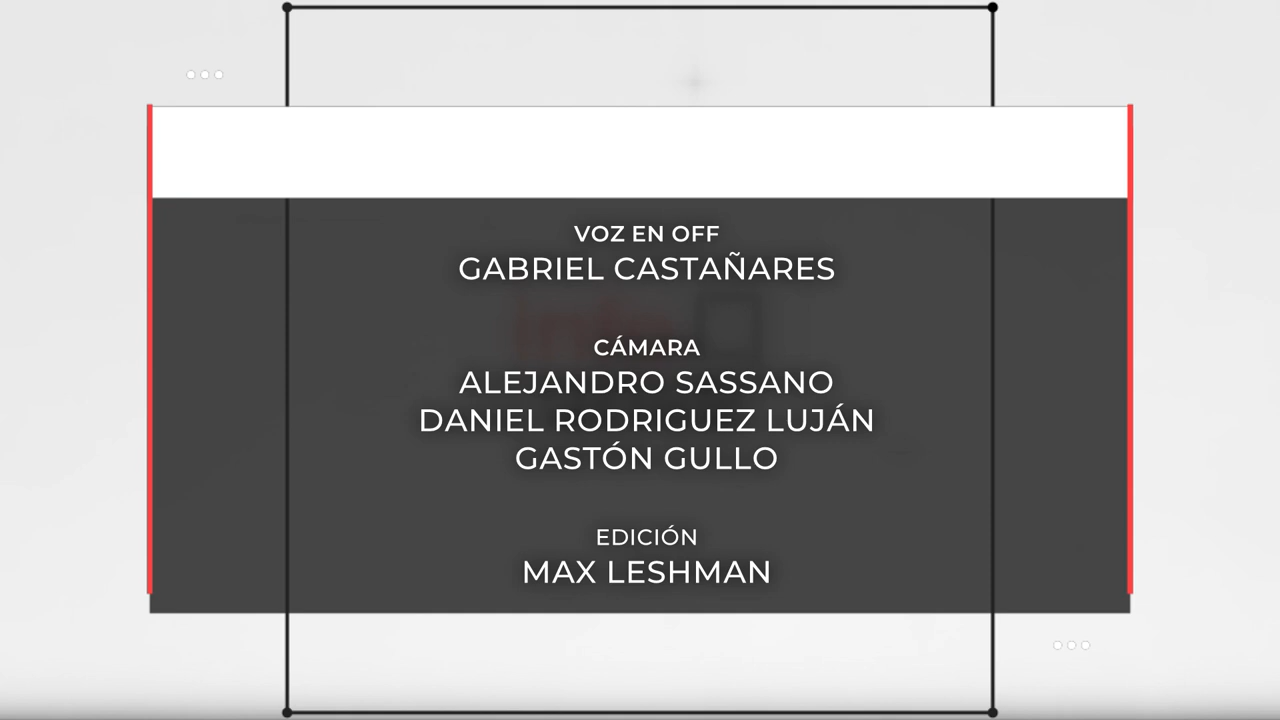 VOZ EN OFF
GABRIEL CASTAÑARES
CÁMARA
ALEJANDRO SASSANO
DANIEL RODRIGUEZ LUJÁN
GASTÓN GULLO
EDICIÓN
MAX LESHMAN